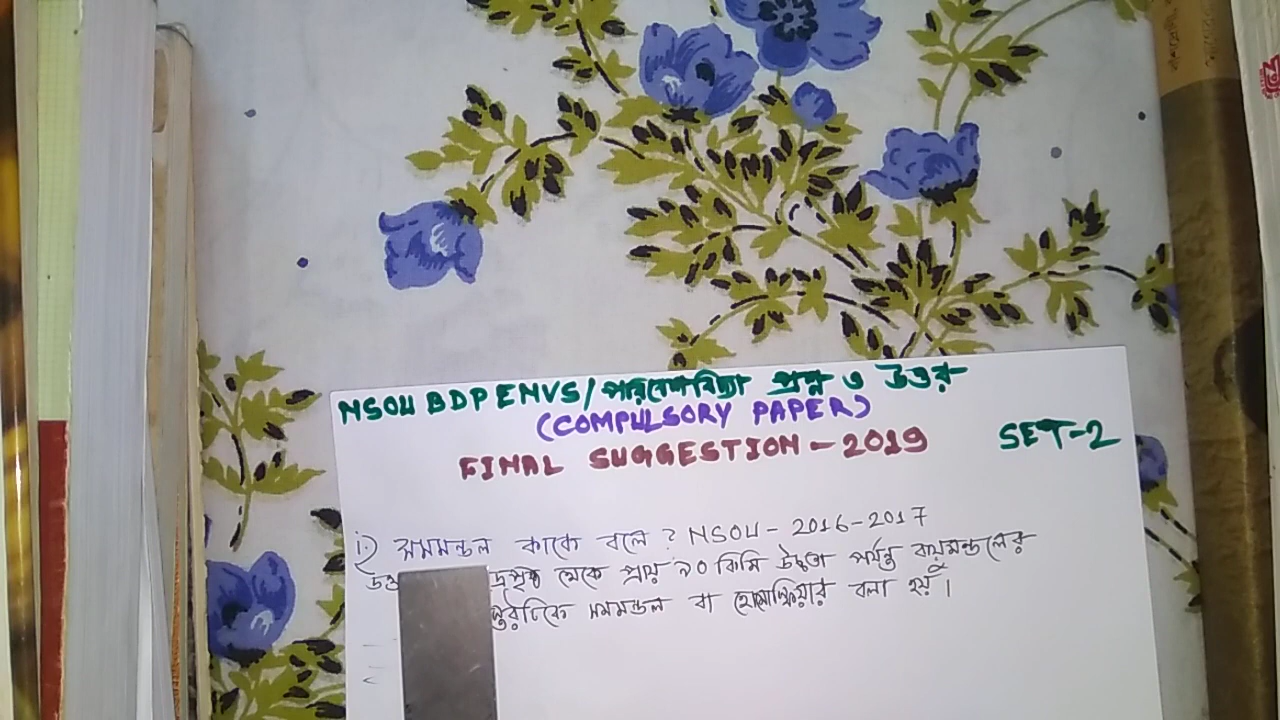 NSOU BDP ENVS/পরিবেশবিদ্যা প্রশ্ন ও উত্তর
(COMPULSORY PAPER)
FINAL SUGGESTION - 2019 SET-2
i) সমমন্ডল কাকে বলে? NSOU - 2016-2017
থেকে প্রায় ৯০ কিমি উচ্চতা পর্যন্ত বায়ুমন্ডলের
সমমন্ডল বা হোমোস্ফিয়ার বলা হয়।